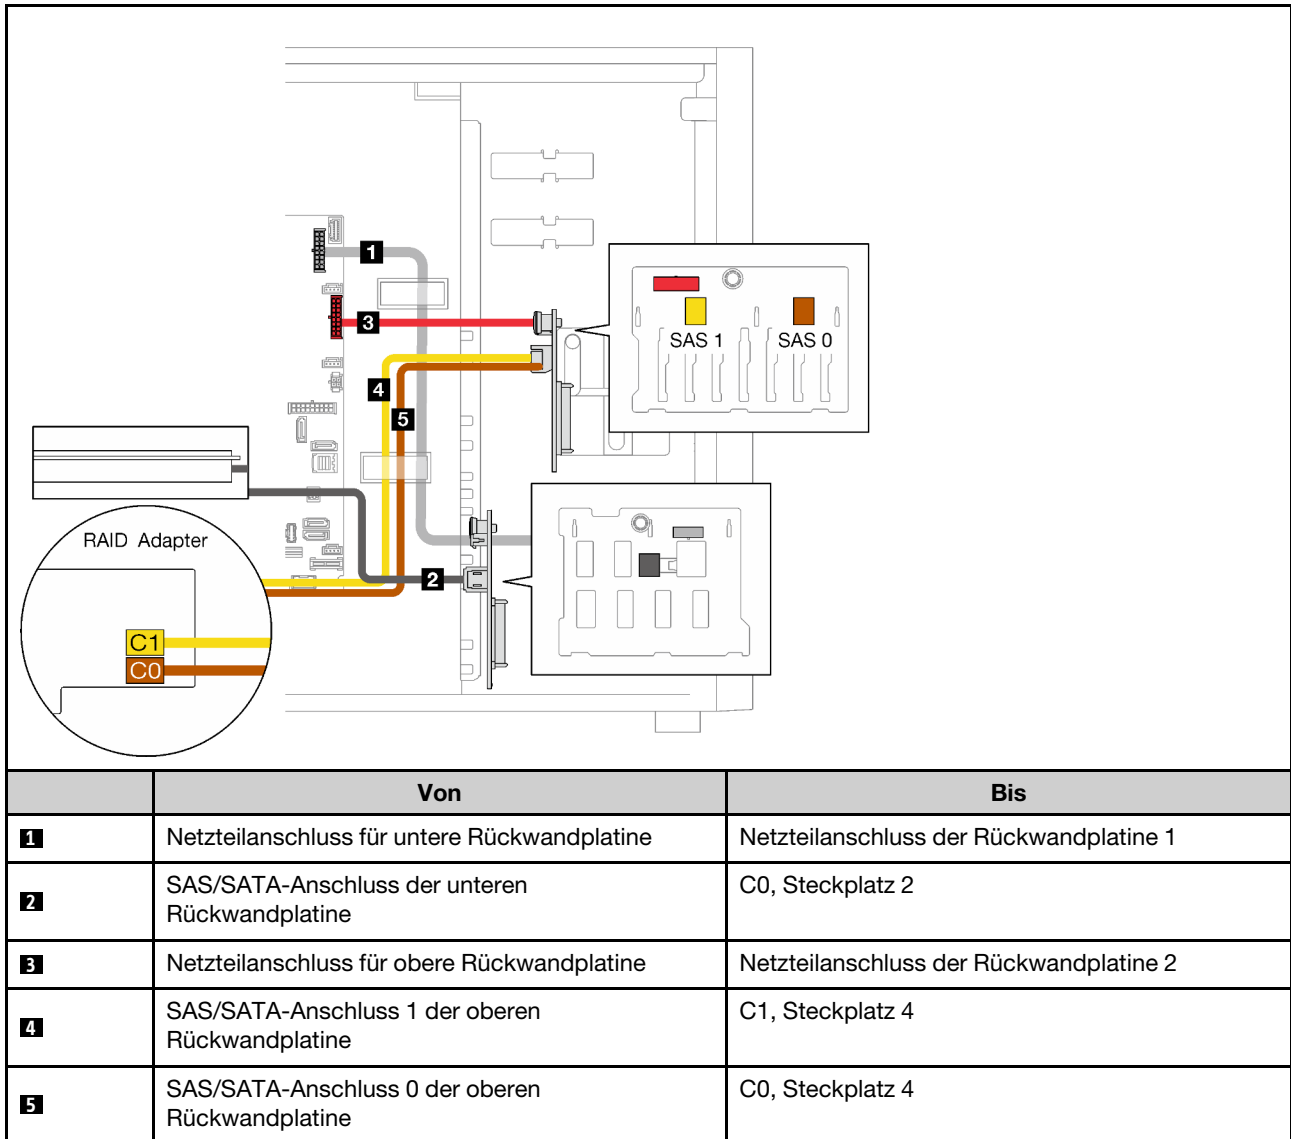 1
3
SAS 1
SAS 0
4
5
RAID Adapter
2
C1
C0
Von
Bis
1
Netzteilanschluss für untere Rückwandplatine
Netzteilanschluss der Rückwandplatine 1
2
SAS/SATA-Anschluss der unteren
Rückwandplatine
C0, Steckplatz 2
3
Netzteilanschluss für obere Rückwandplatine
Netzteilanschluss der Rückwandplatine 2
4
SAS/SATA-Anschluss 1 der oberen
Rückwandplatine
C1, Steckplatz 4
5
SAS/SATA-Anschluss 0 der oberen
Rückwandplatine
C0, Steckplatz 4